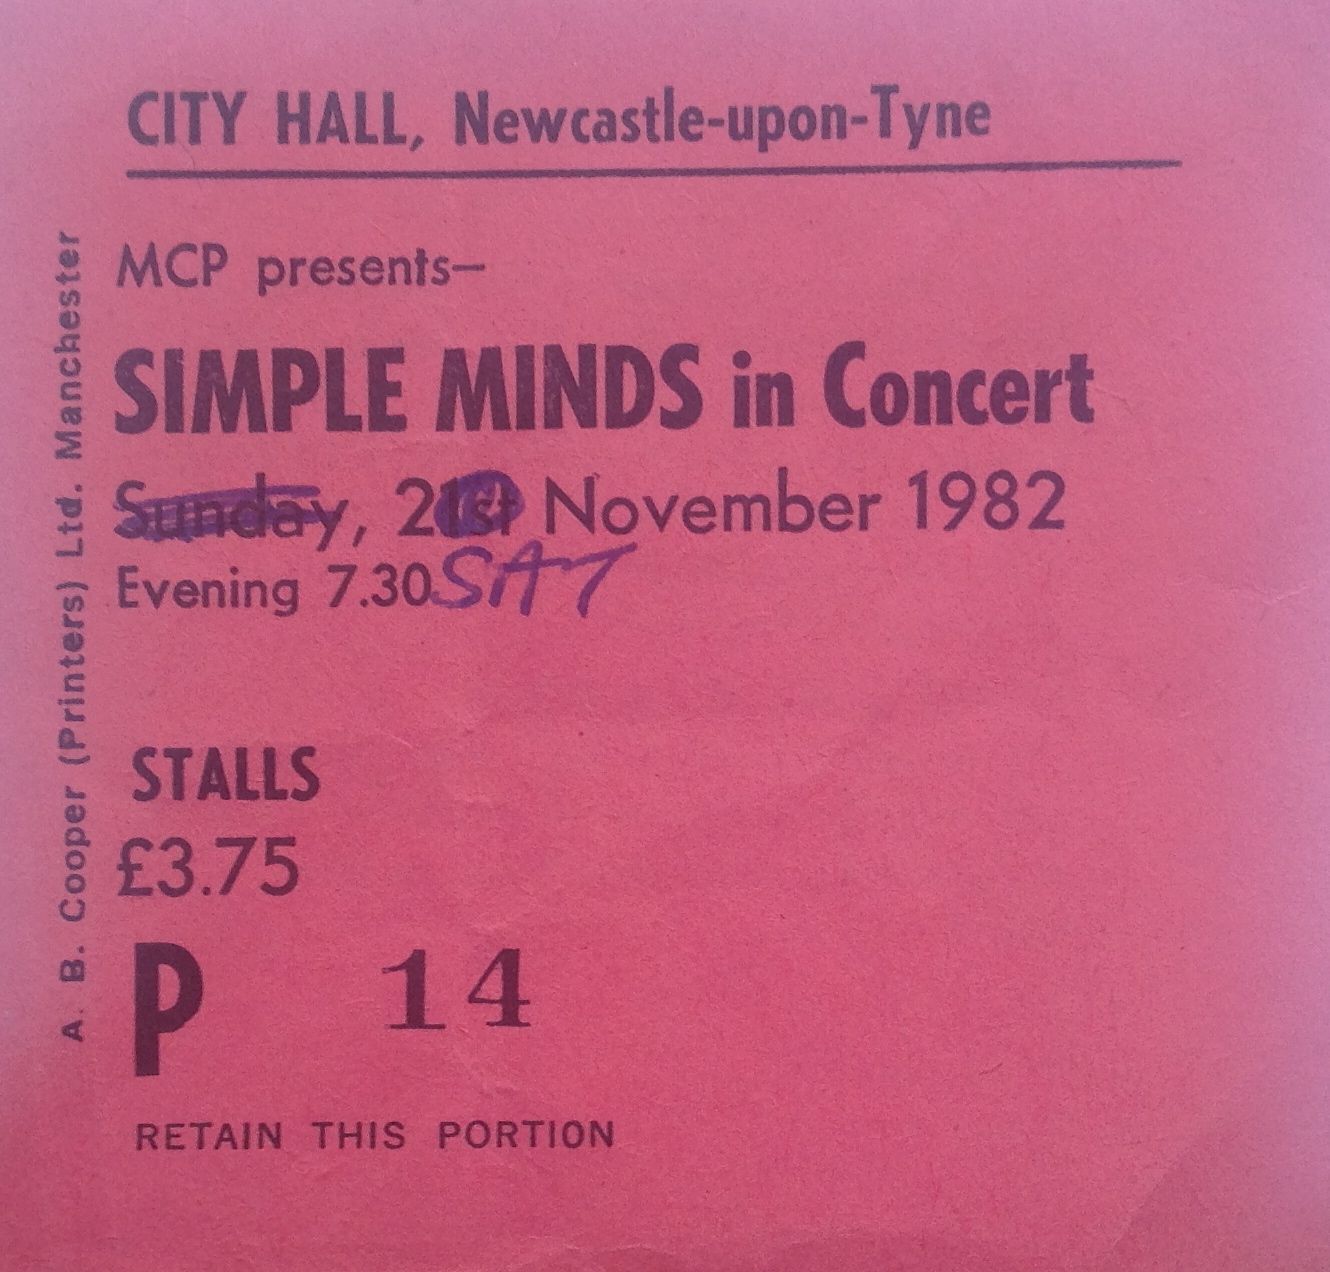 CITY HALL, Newcastle-upon-Tyne
MCP presents—
SIMPLE MINDS in Concert
Sunday, 21st November 1982
Evening 7.30 SAT
STALLS
£3.75
P 14
RETAIN THIS PORTION
A. B. Cooper (Printers) Ltd. Manchester